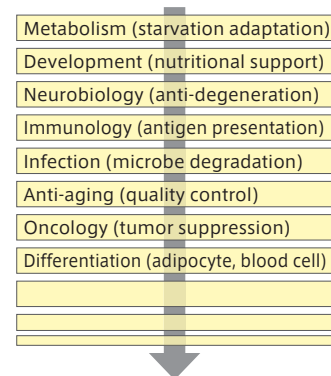 Metabolism (starvation adaptation)
Development (nutritional support)
Neurobiology (anti-degeneration)
Immunology (antigen presentation)
Infection (microbe degradation)
Anti-aging (quality control)
Oncology (tumor suppression)
Differentiation (adipocyte, blood cell)